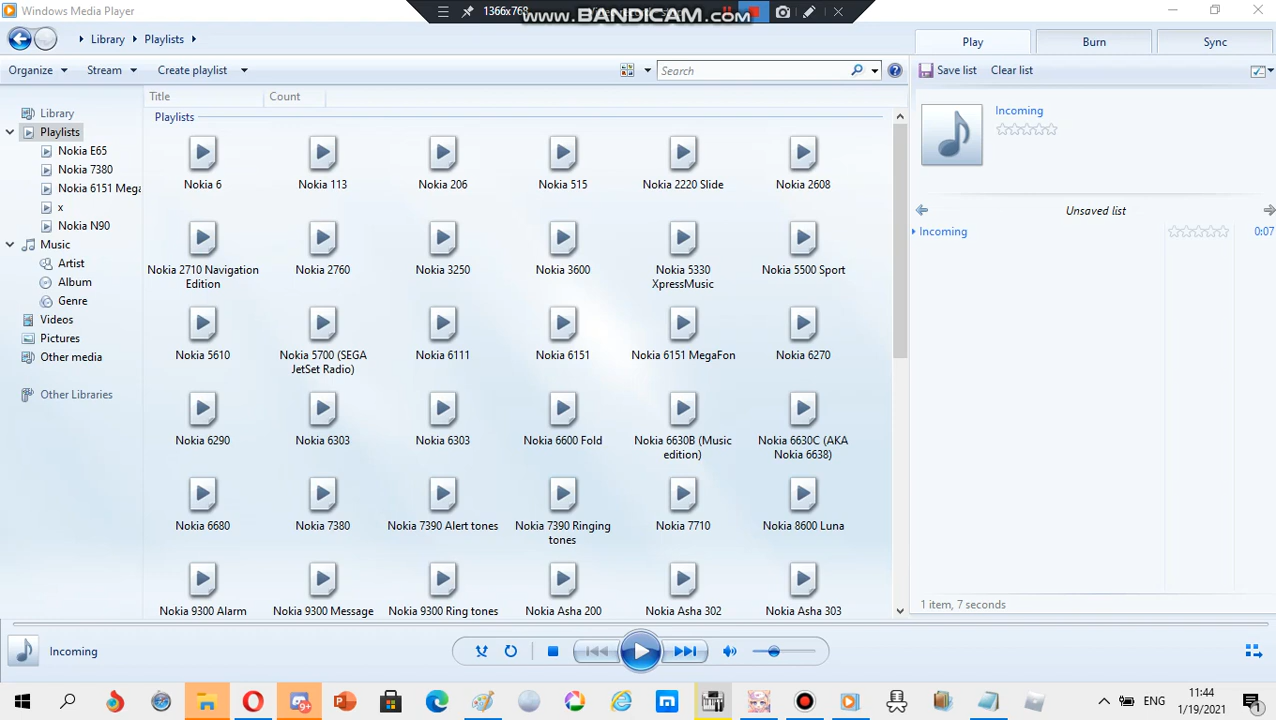 Windows Media Player
1366x768
www.BANDICAM.com
Library
Playlists
Play
Burn
Sync
Organize
Stream
Create playlist
Search
Save list
Clear list
Title
Count
Library
Playlists
Nokia E65
Nokia 7380
Nokia 6151 Mega
x
Nokia N90
Music
Artist
Album
Genre
Videos
Pictures
Other media
Other Libraries
Playlists
Nokia 6
Nokia 113
Nokia 206
Nokia 515
Nokia 2220 Slide
Nokia 2608
Nokia 2710 Navigation
Edition
Nokia 2760
Nokia 3250
Nokia 3600
Nokia 5330
XpressMusic
Nokia 5500 Sport
Nokia 5610
Nokia 5700 (SEGA
JetSet Radio)
Nokia 6111
Nokia 6151
Nokia 6151 MegaFon
Nokia 6270
Nokia 6290
Nokia 6303
Nokia 6303
Nokia 6600 Fold
Nokia 6630B (Music
edition)
Nokia 6630C (AKA
Nokia 6638)
Nokia 6680
Nokia 7380
Nokia 7390 Alert tones
Nokia 7390 Ringing
tones
Nokia 7710
Nokia 8600 Luna
Nokia 9300 Alarm
Nokia 9300 Message
Nokia 9300 Ring tones
Nokia Asha 200
Nokia Asha 302
Nokia Asha 303
Incoming
Unsaved list
Incoming
0:07
1 item, 7 seconds
Incoming
ENG
11:44
1/19/2021